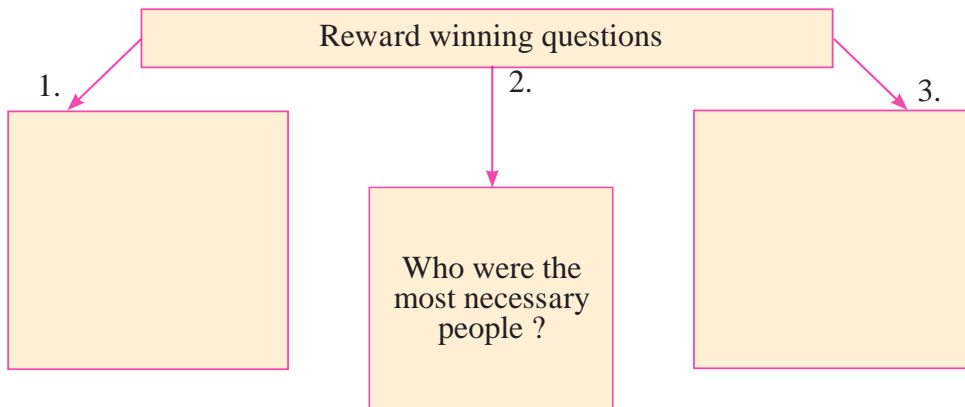 Reward winning questions
1.
2.
3.
Who were the
most necessary
people ?